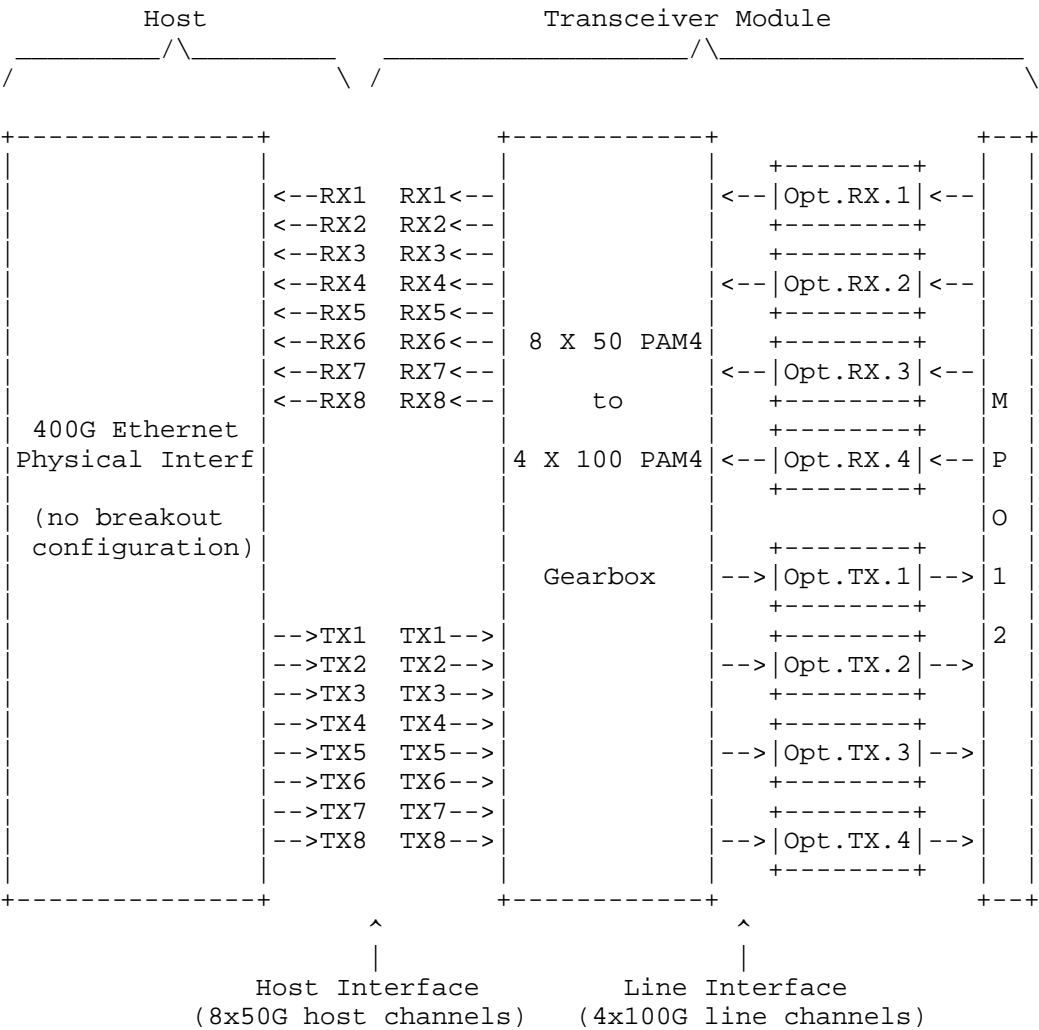 Host Transceiver Module
Opt.RX.1
<--RX1 RX1<-- <-- <--
<--RX2 RX2<--
<--RX3 RX3<--
<--RX4 RX4<-- <--|Opt.RX.2|<--
<--RX5 RX5<--
<--RX6 RX6<-- 8 X 50 PAM4
<--RX7 RX7<-- <--|Opt.RX.3|<--
<--RX8 RX8<-- to M
400G Ethernet
Physical Interf 4 X 100 PAM4 <--|Opt.RX.4|<-- P
(no breakout O
configuration)
Gearbox -->|Opt.TX.1|--> 1
-->TX1 TX1--> 2
-->TX2 TX2--> -->|Opt.TX.2|-->
-->TX3 TX3-->
-->TX4 TX4-->
-->TX5 TX5--> -->|Opt.TX.3|-->
-->TX6 TX6-->
-->TX7 TX7-->
-->TX8 TX8--> -->|Opt.TX.4|-->
Host Interface Line Interface
(8x50G host channels) (4x100G line channels)